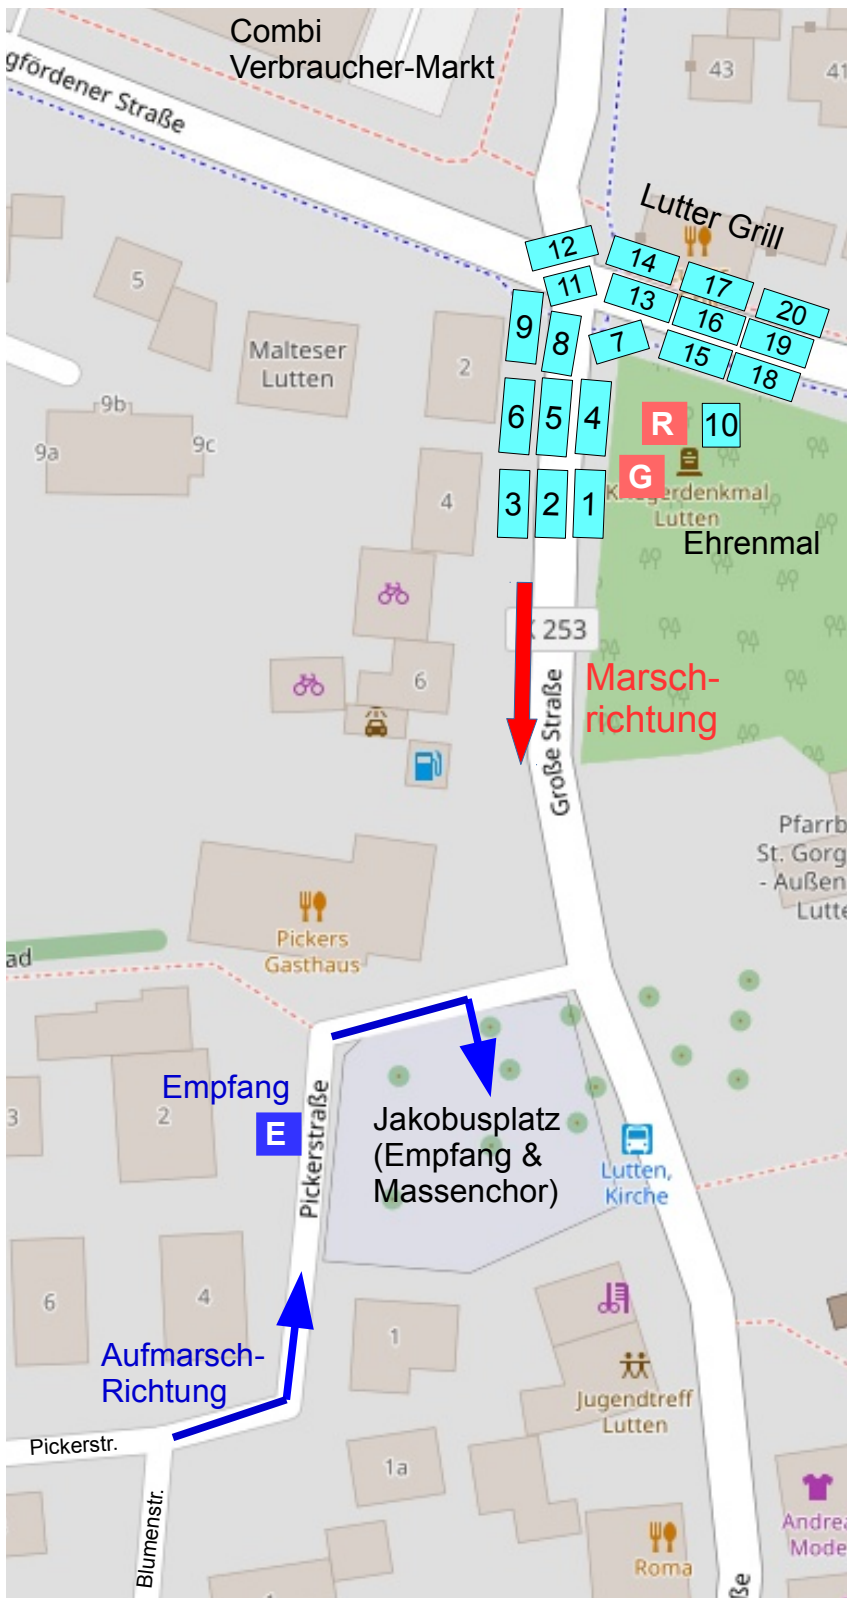 Combi
Verbraucher-Markt
gfördener Straße
43
41
Lutter Grill
12
14
17
20
11
13
16
19
9
8
7
15
18
5
Malteser
Lutten
2
6
5
4
R
10
9b
9a
9c
G
3
2
1
4
Kriegerdenkmal
Lutten
Ehrenmal
K 253
6
Marsch-
richtung
Große Straße
Pfarrb
St. Gorg
- Außen
Lutte
Pickers
Gasthaus
ad
Empfang
E
3
2
Pickerstraße
Jakobusplatz
(Empfang &
Massenchor)
Lutten,
Kirche
6
4
1
Aufmarsch-
Richtung
Jugendtreff
Lutten
Pickerstr.
1a
Blumenstr.
Andrea
Mode
Roma
ße